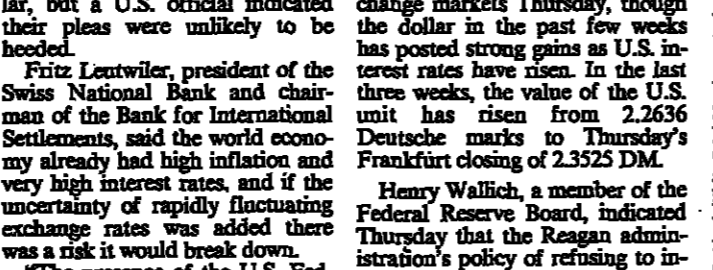 lar, but a U.S. official indicated
their pleas were unlikely to be
heeded.
Fritz Leutwiler, president of the
Swiss National Bank and chair-
man of the Bank for International
Settlements, said the world econo-
my already had high inflation and
very high interest rates, and if the
uncertainty of rapidly fluctuating
exchange rates was added there
was a risk it would break down.
"The presence of the U.S. Fed-
change markets Thursday, though
the dollar in the past few weeks
has posted strong gains as U.S. in-
terest rates have risen. In the last
three weeks, the value of the U.S.
unit has risen from 2.2636
Deutsche marks to Thursday's
Frankfurt closing of 2.3525 DM.
Henry Wallich, a member of the
Federal Reserve Board, indicated
Thursday that the Reagan admin-
istration's policy of refusing to in-